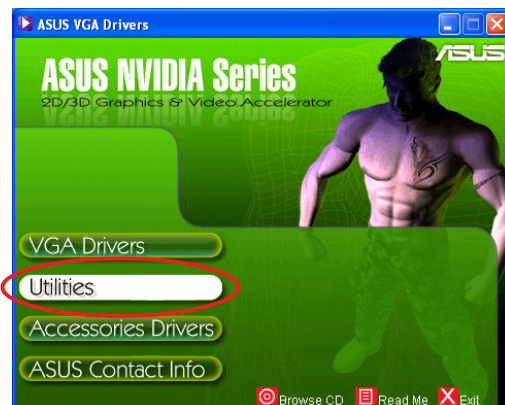 ASUS VGA Drivers
ASUS
ASUS NVIDIA Series
2D/3D Graphics & Video Accelerator
VGA Drivers
Utilities
Accessories Drivers
ASUS Contact Info
Browse CD Read Me Exit